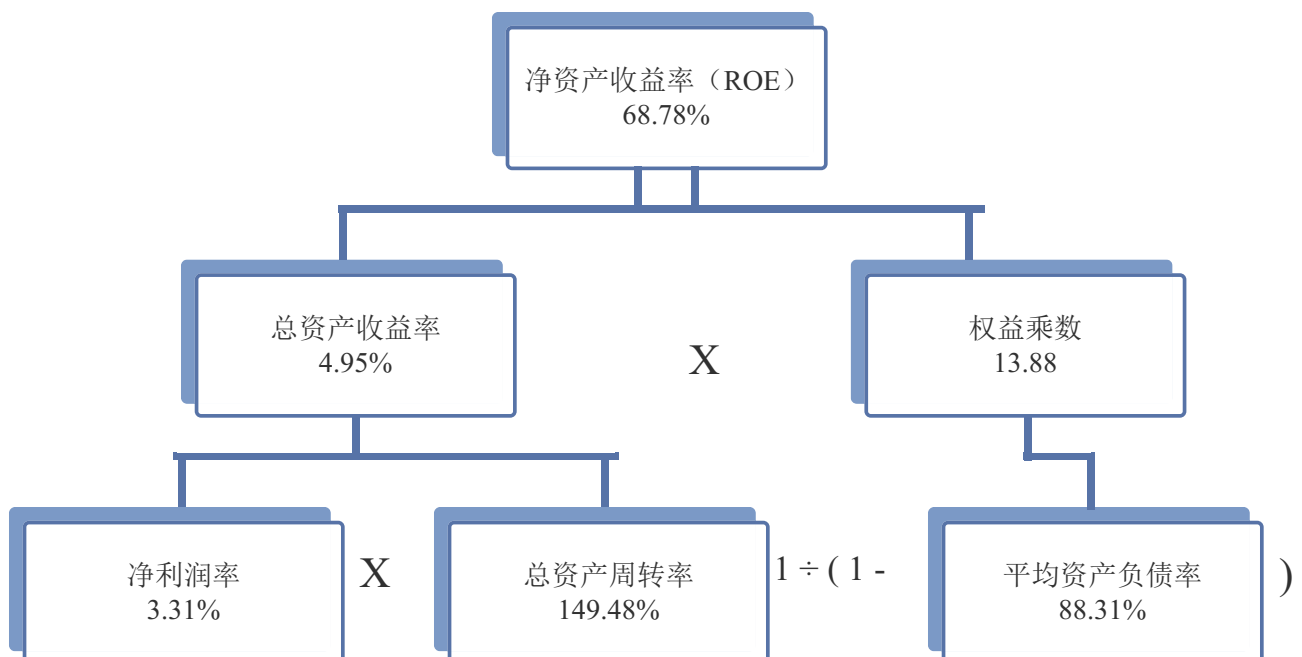 净资产收益率（ROE）
68.78%
总资产收益率
4.95%
X
权益乘数
13.88
净利润率
3.31%
X
总资产周转率
149.48%
1 ÷ ( 1 -
平均资产负债率
88.31%
)